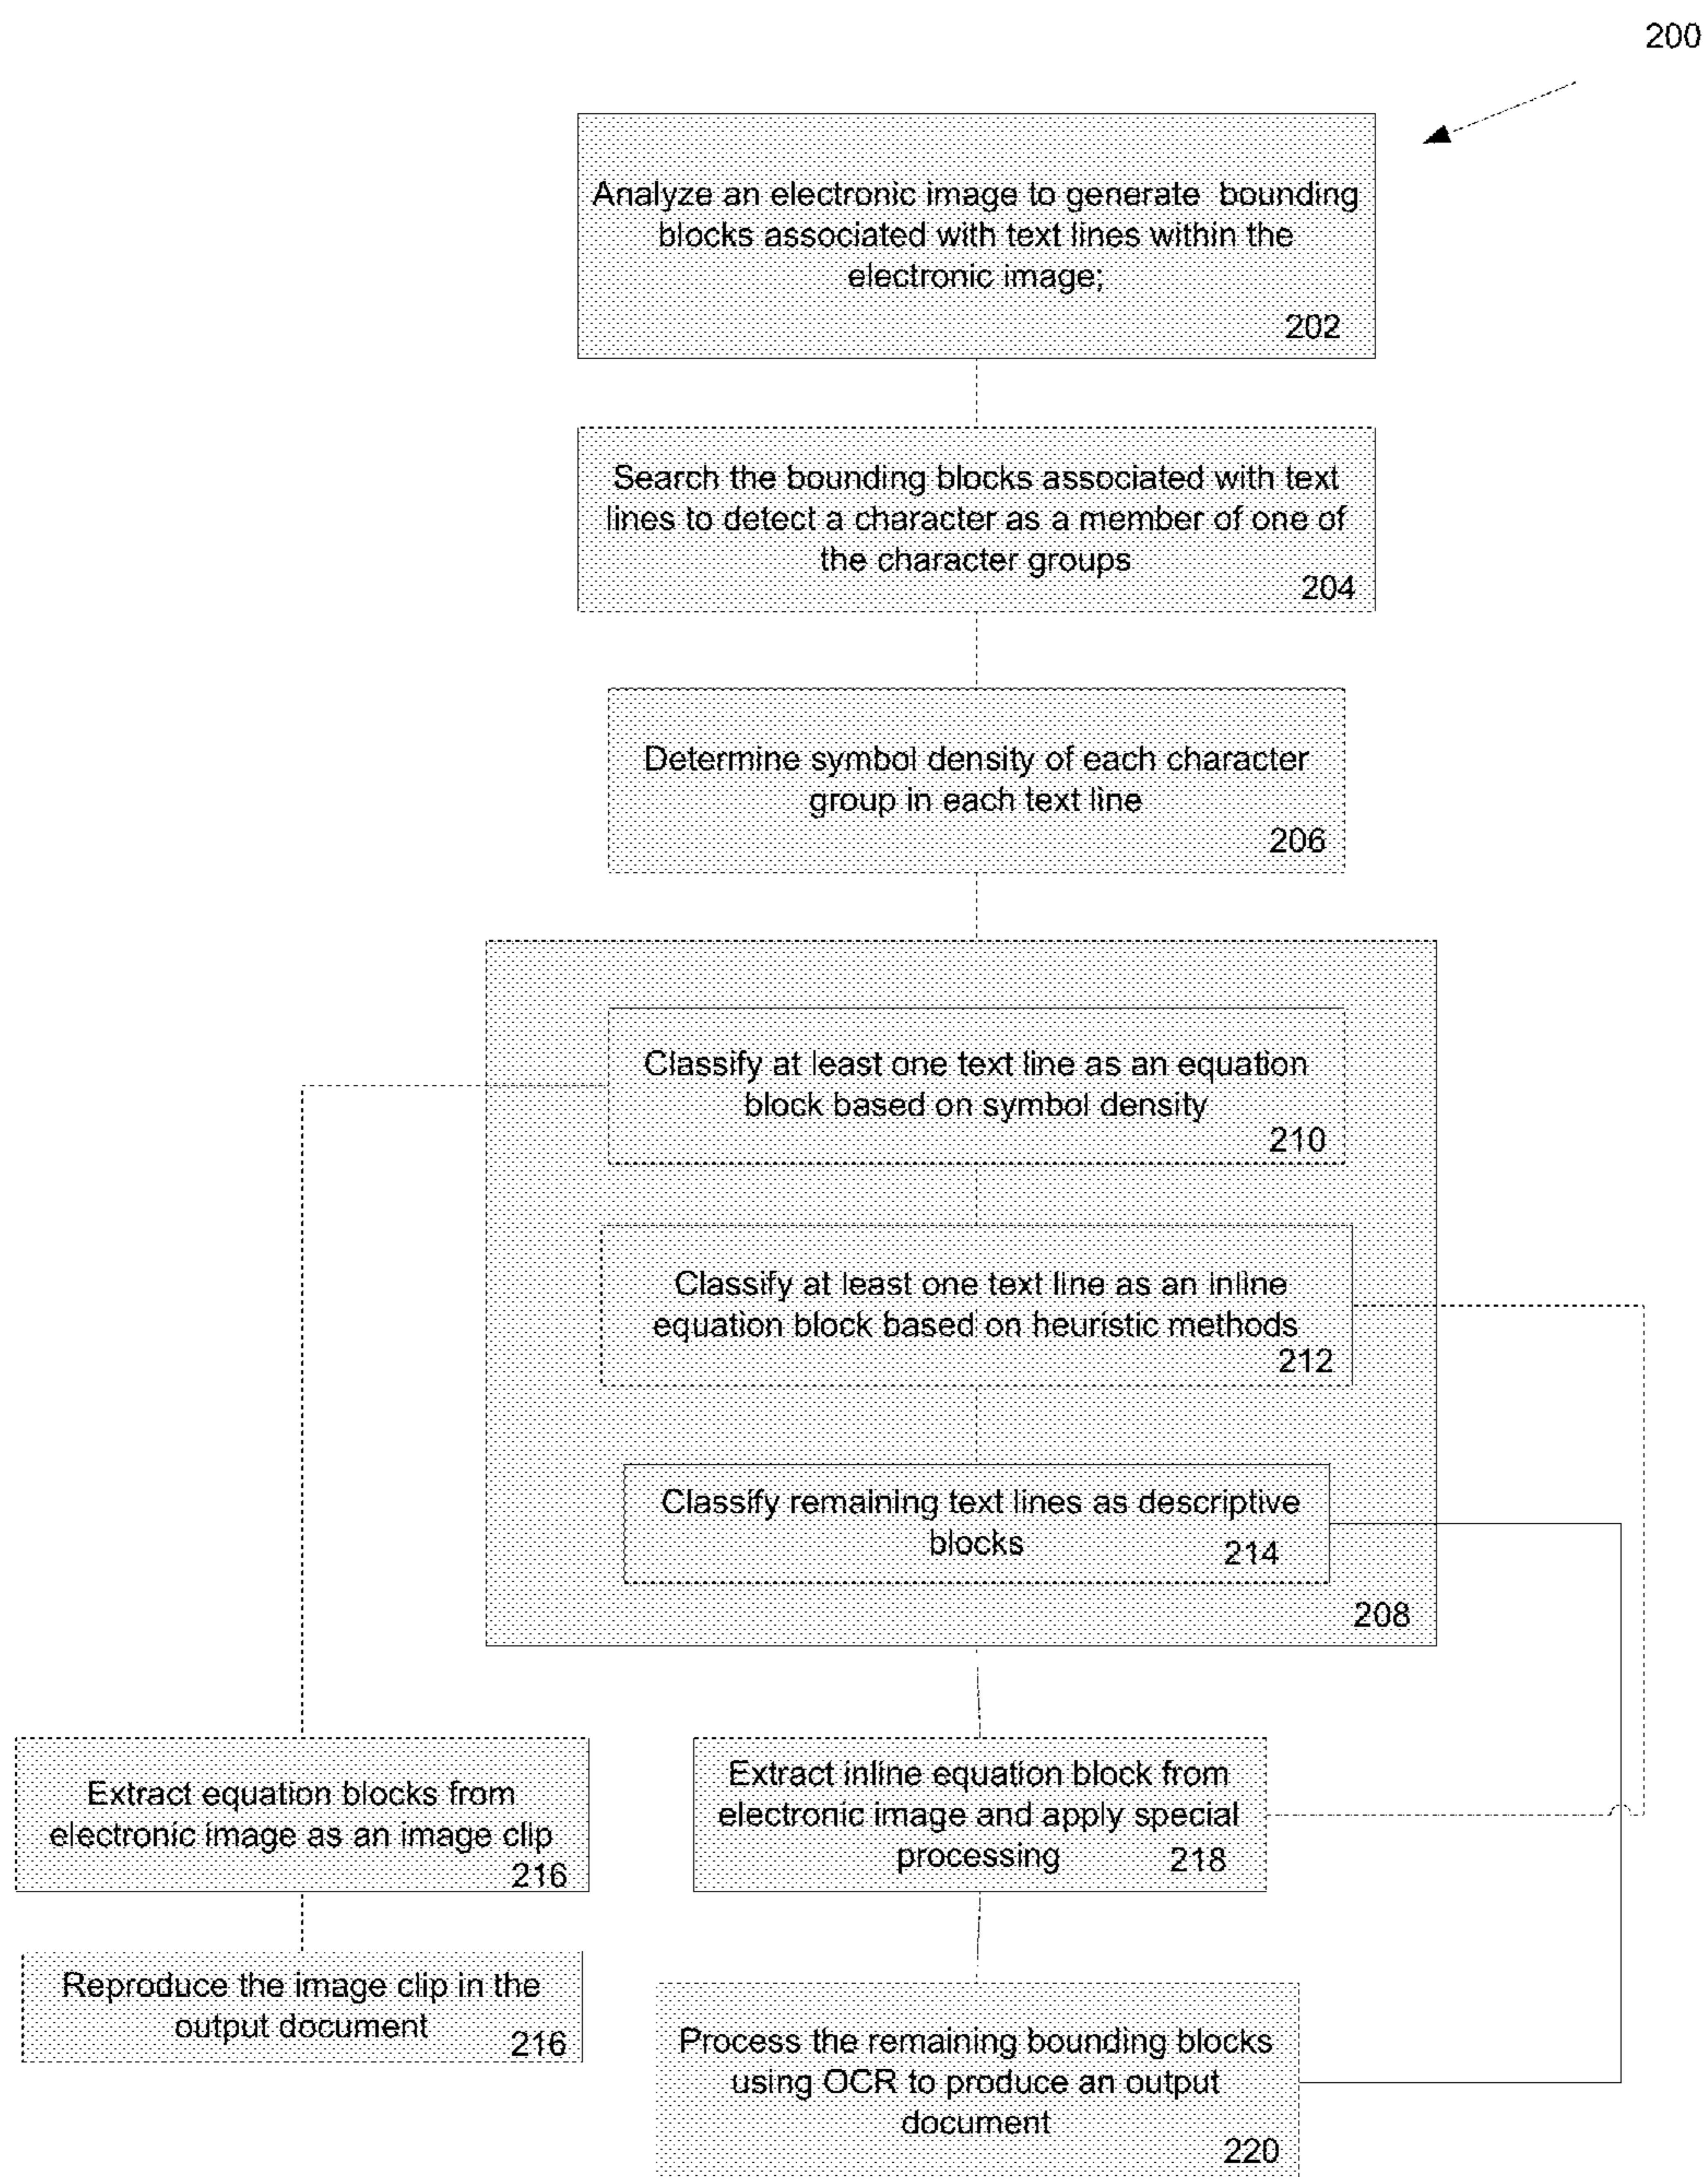 200
Analyze an electronic image to generate bounding
blocks associated with text lines within the
electronic image;
202
Search the bounding blocks associated with text
lines to detect a character as a member of one of
the character groups
204
Determine symbol density of each character
group in each text line
206
Classify at least one text line as an equation
block based on symbol density
210
Classify at least one text line as an inline
equation block based on heuristic methods
212
Classify remaining text lines as descriptive
blocks 214
208
Extract equation blocks from
electronic image as an image clip
216
Reproduce the image clip in the
output document 216
Extract inline equation block from
electronic image and apply special
processing 218
Process the remaining bounding blocks
using OCR to produce an output
document
220